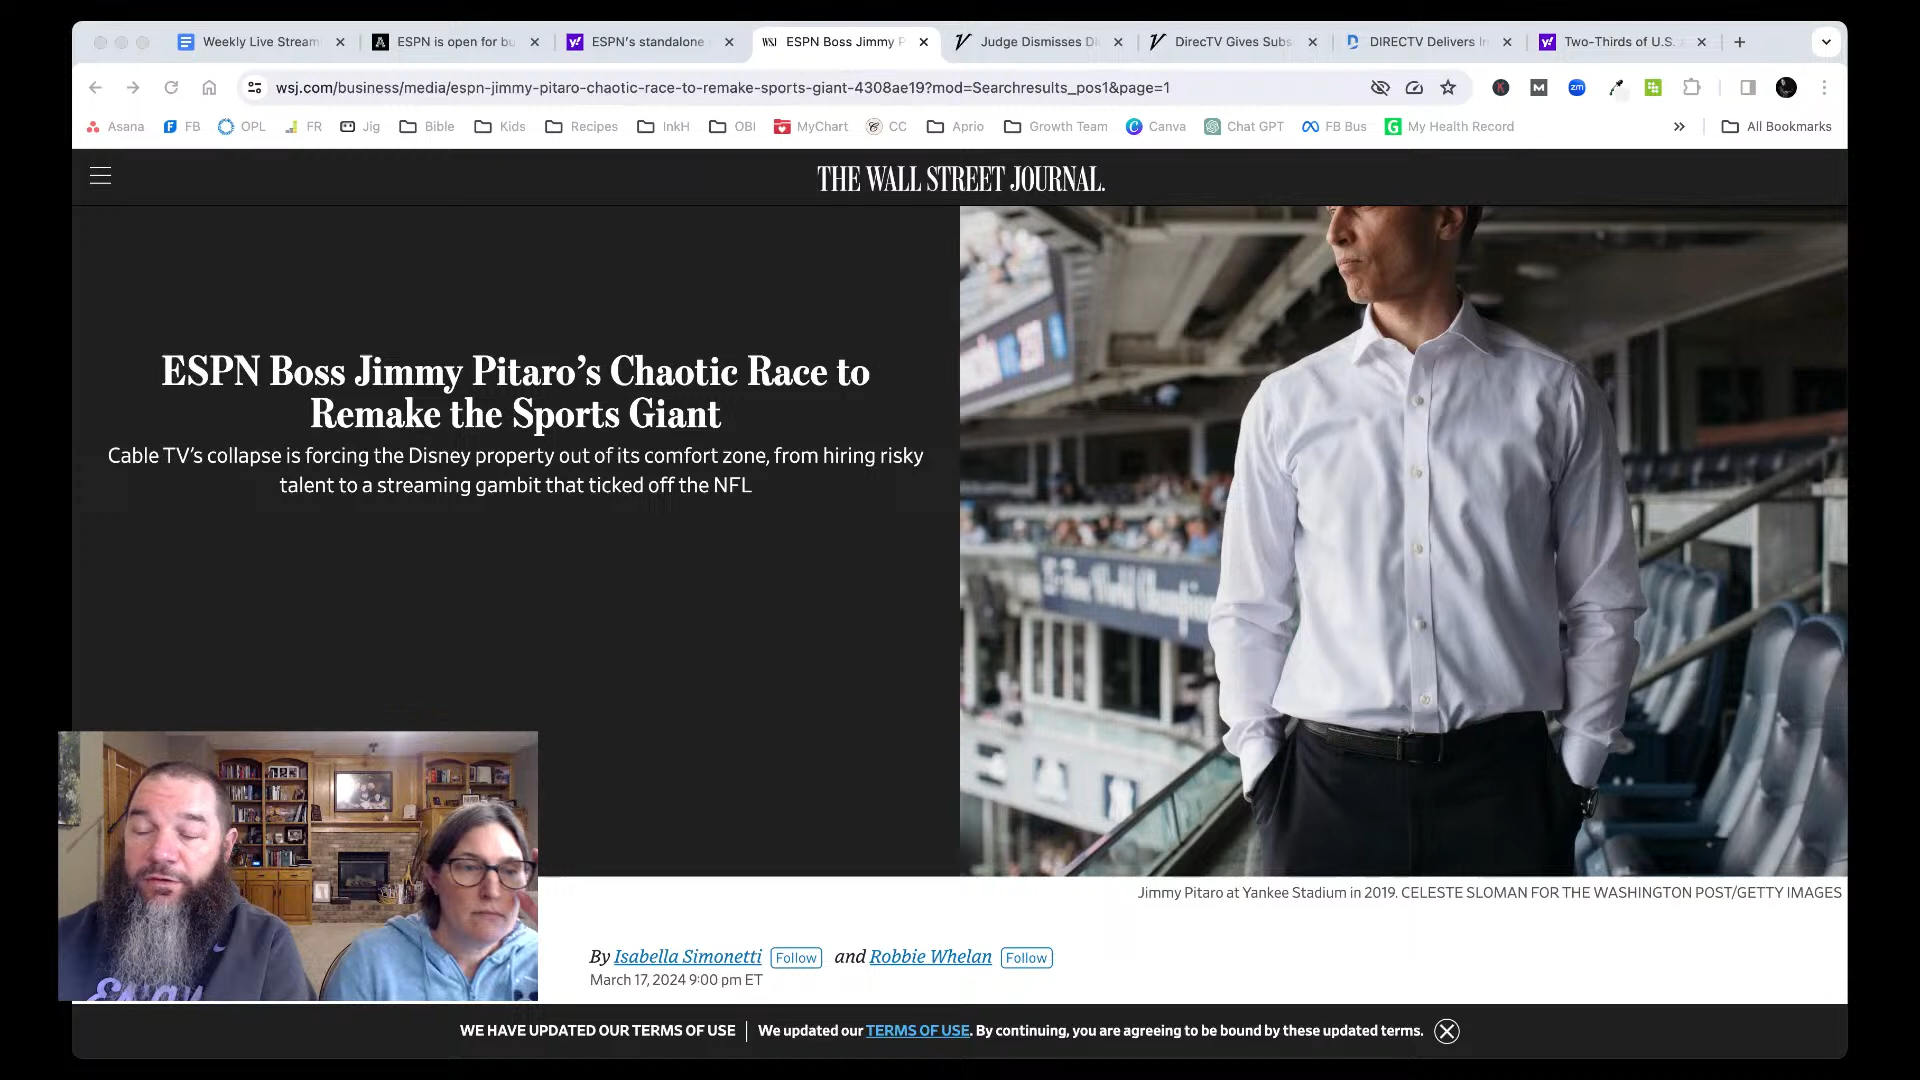 Weekly Live Stream
ESPN is open for bu
ESPN's standalone
WSJ ESPN Boss Jimmy P
Judge Dismisses Di
DirecTV Gives Subs
DIRECTV Delivers In
Two-Thirds of U.S.
wsj.com/business/media/espn-jimmy-pitaro-chaotic-race-to-remake-sports-giant-4308ae19?mod=Searchresults_pos1&page=1
Asana FB OPL FR Jig Bible Kids Recipes InkH OBI MyChart CC Aprio Growth Team Canva Chat GPT FB Bus My Health Record » All Bookmarks
THE WALL STREET JOURNAL.
ESPN Boss Jimmy Pitaro’s Chaotic Race to
Remake the Sports Giant
Cable TV’s collapse is forcing the Disney property out of its comfort zone, from hiring risky
talent to a streaming gambit that ticked off the NFL
Jimmy Pitaro at Yankee Stadium in 2019. CELESTE SLOMAN FOR THE WASHINGTON POST/GETTY IMAGES
By Isabella Simonetti Follow and Robbie Whelan Follow
March 17, 2024 9:00 pm ET
WE HAVE UPDATED OUR TERMS OF USE | We updated our TERMS OF USE. By continuing, you are agreeing to be bound by these updated terms.